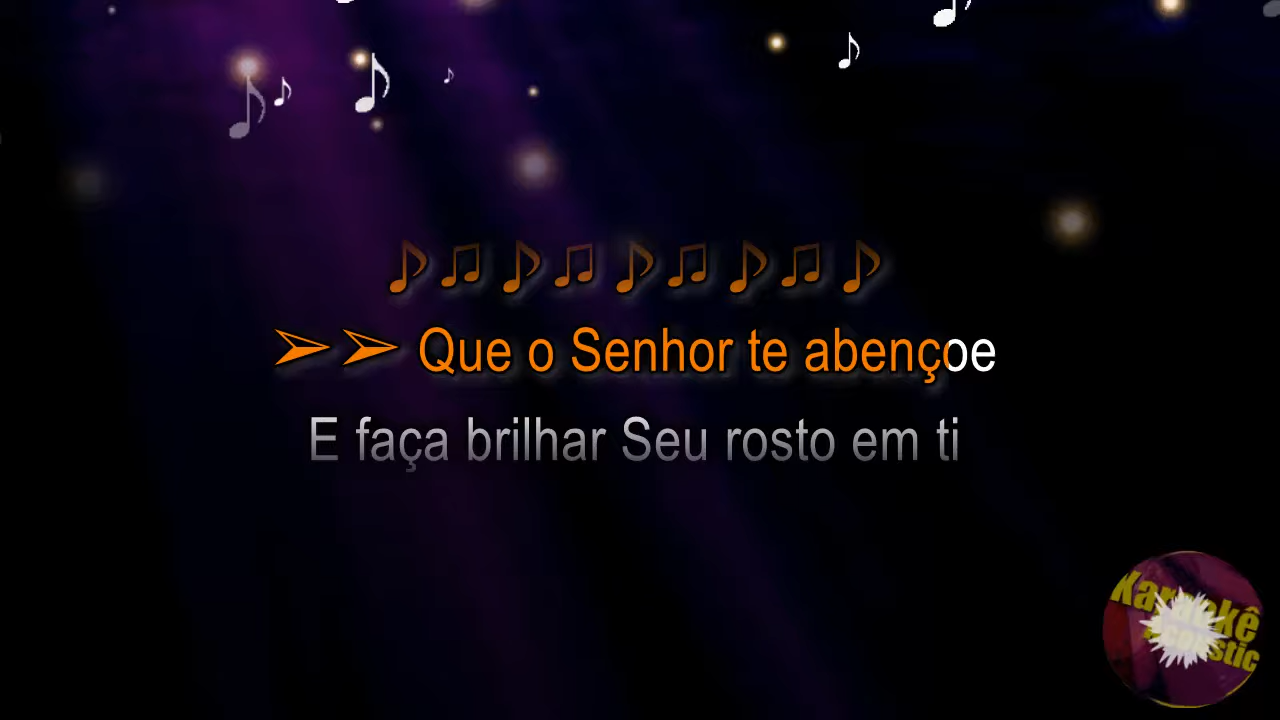 ♪♫♪♫♪♫♪♫♪
➢➢ Que o Senhor te abençoe
E faça brilhar Seu rosto em ti